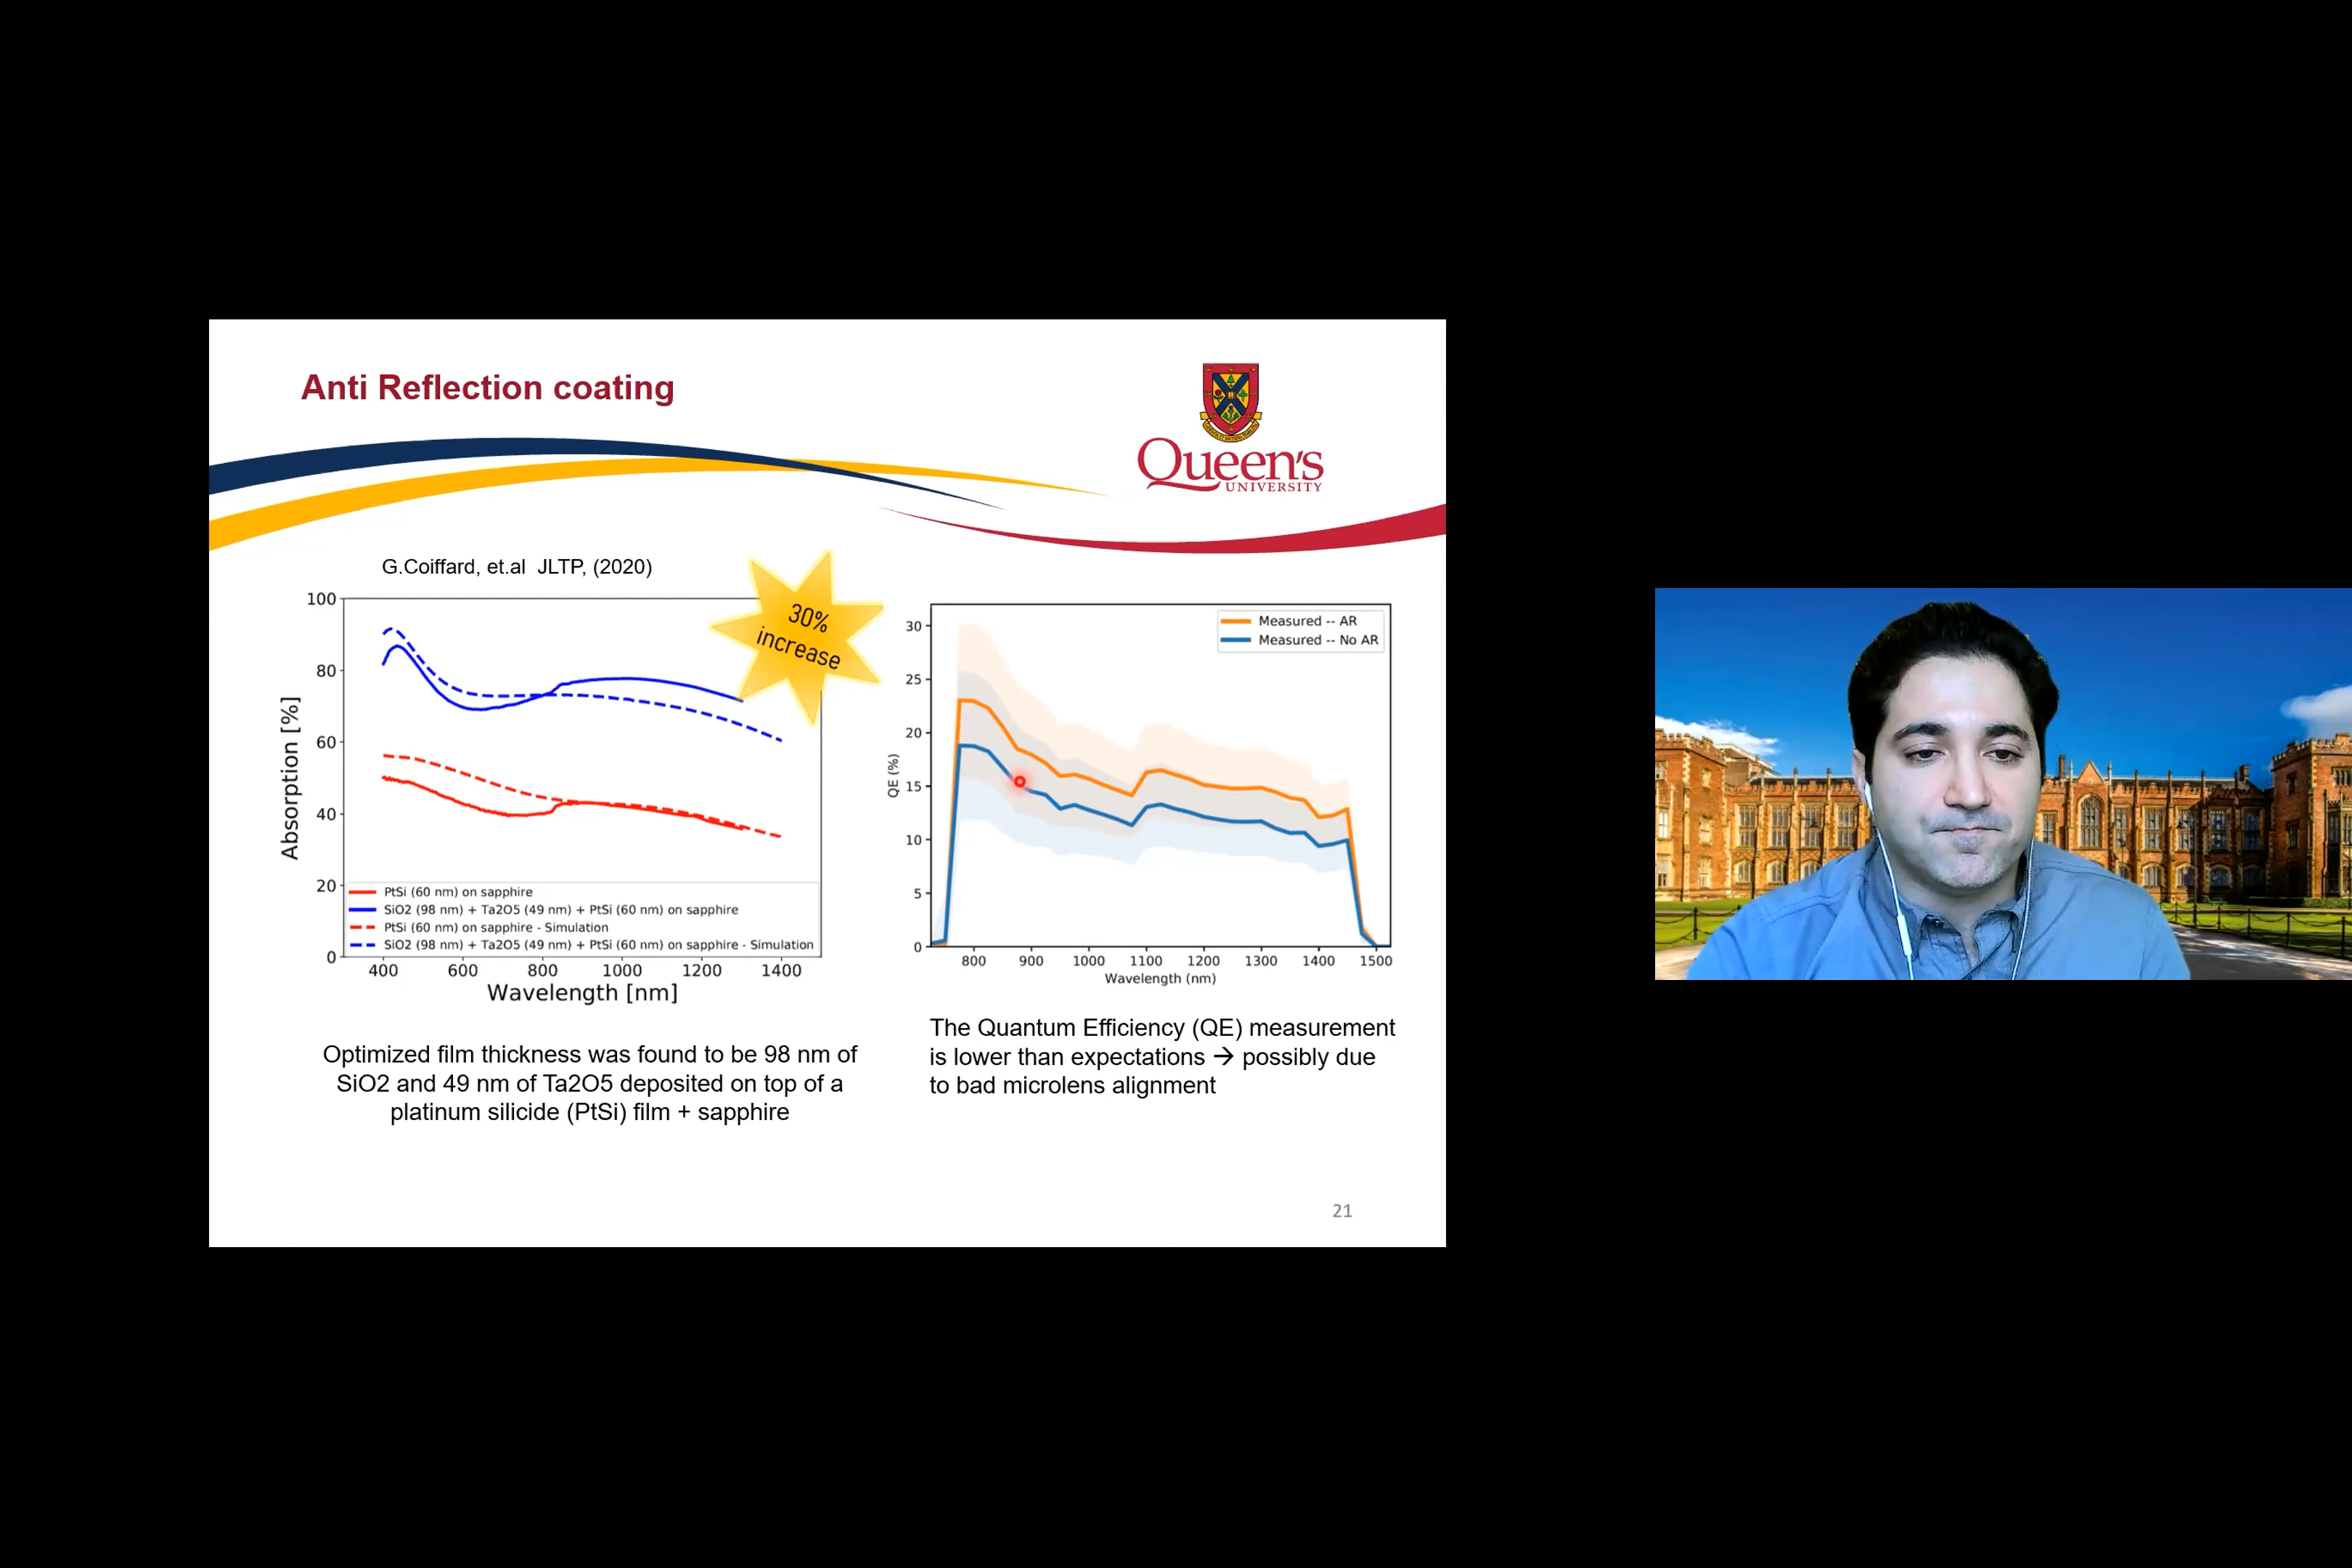 Anti Reflection coating
Queen's
UNIVERSITY
G.Coiffard, et.al JLTP, (2020)
30%
increase
100
80
60
40
20
0
Absorption [%]
PtSi (60 nm) on sapphire
SiO2 (98 nm) + Ta2O5 (49 nm) + PtSi (60 nm) on sapphire
PtSi (60 nm) on sapphire - Simulation
SiO2 (98 nm) + Ta2O5 (49 nm) + PtSi (60 nm) on sapphire - Simulation
400 600 800 1000 1200 1400
Wavelength [nm]
Measured -- AR
Measured -- No AR
30
25
20
15
10
5
0
QE (%)
800 900 1000 1100 1200 1300 1400 1500
Wavelength (nm)
Optimized film thickness was found to be 98 nm of
SiO2 and 49 nm of Ta2O5 deposited on top of a
platinum silicide (PtSi) film + sapphire
The Quantum Efficiency (QE) measurement
is lower than expectations → possibly due
to bad microlens alignment
21